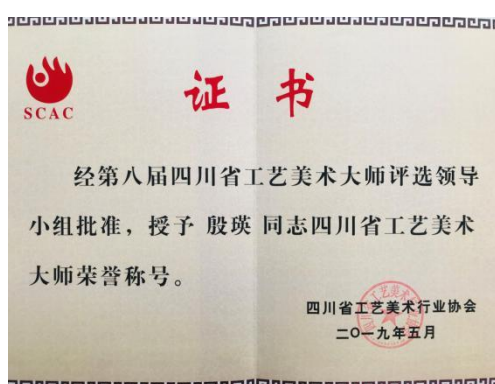 SCAC
证书
经第八届四川省工艺美术大师评选领导
小组批准，授予 殷瑛 同志四川省工艺美术
大师荣誉称号。
四川省工艺美术行业协会
二〇一九年五月